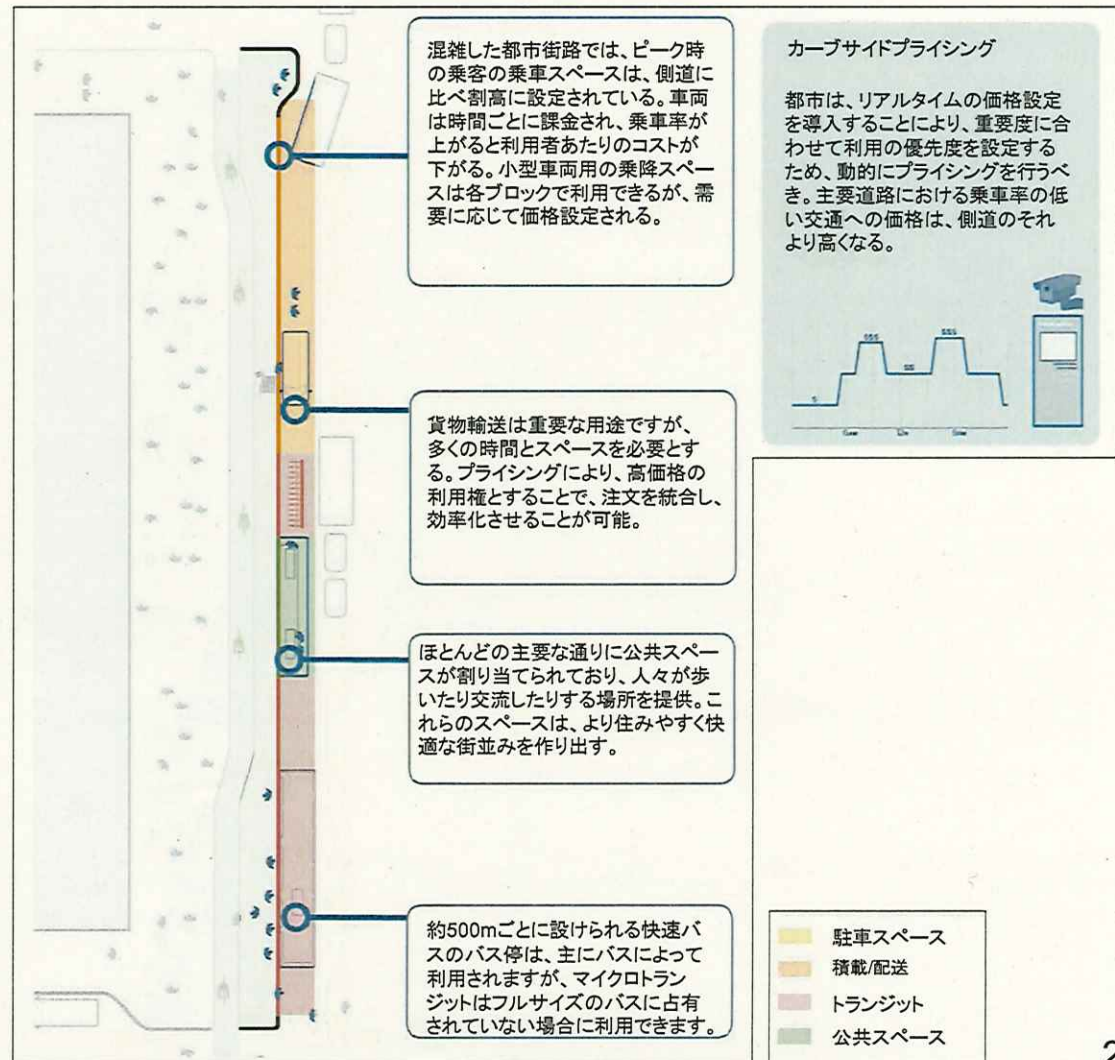 混雑した都市街路では、ピーク時
の乗客の乗車スペースは、側道に
比べ割高に設定されている。車両
は時間ごとに課金され、乗車率が
上がると利用者あたりのコストが
下がる。小型車両用の乗降スペー
スは各ブロックで利用できるが、需
要に応じて価格設定される。
カーブサイドプライシング
都市は、リアルタイムの価格設定
を導入することにより、重要度に合
わせて利用の優先度を設定する
ため、動的にプライシングを行うべ
き。主要道路における乗車率の低
い交通への価格は、側道のそれ
より高くなる。
$
$$$
$$
$$$
貨物輸送は重要な用途ですが、
多くの時間とスペースを必要とす
る。プライシングにより、高価格の
利用権とすることで、注文を統合し、
効率化させることが可能。
ほとんどの主要な通りに公共スペー
スが割り当てられており、人々が歩
いたり交流したりする場所を提供。こ
れらのスペースは、より住みやすく快
適な街並みを作り出す。
約500mごとに設けられる快速バ
スのバス停は、主にバスによって
利用されますが、マイクロトラン
ジットはフルサイズのバスに占有
されていない場合に利用できます。
駐車スペース
積載/配送
トランジット
公共スペース